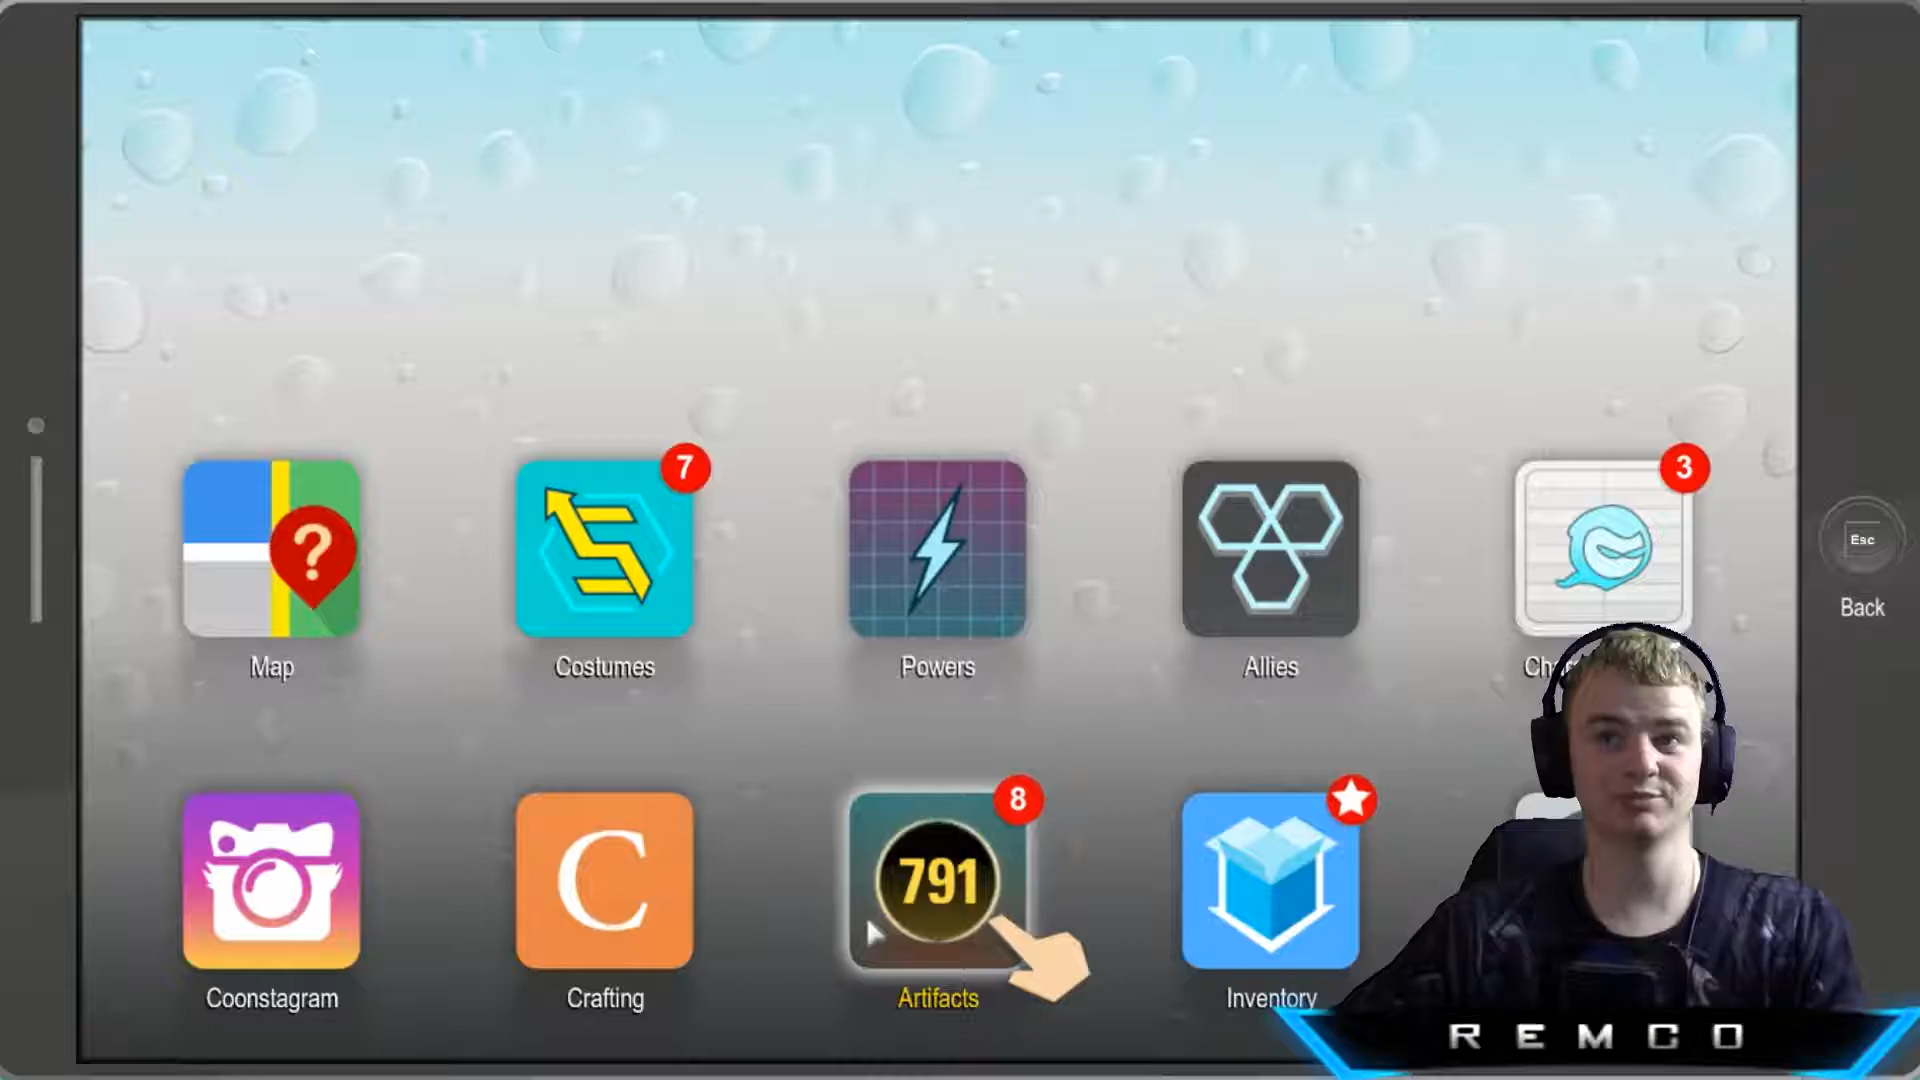 7
3
?
Esc
Map
Costumes
Powers
Allies
Back
8
C
791
Coonstagram
Crafting
Artifacts
Inventory
REMCO